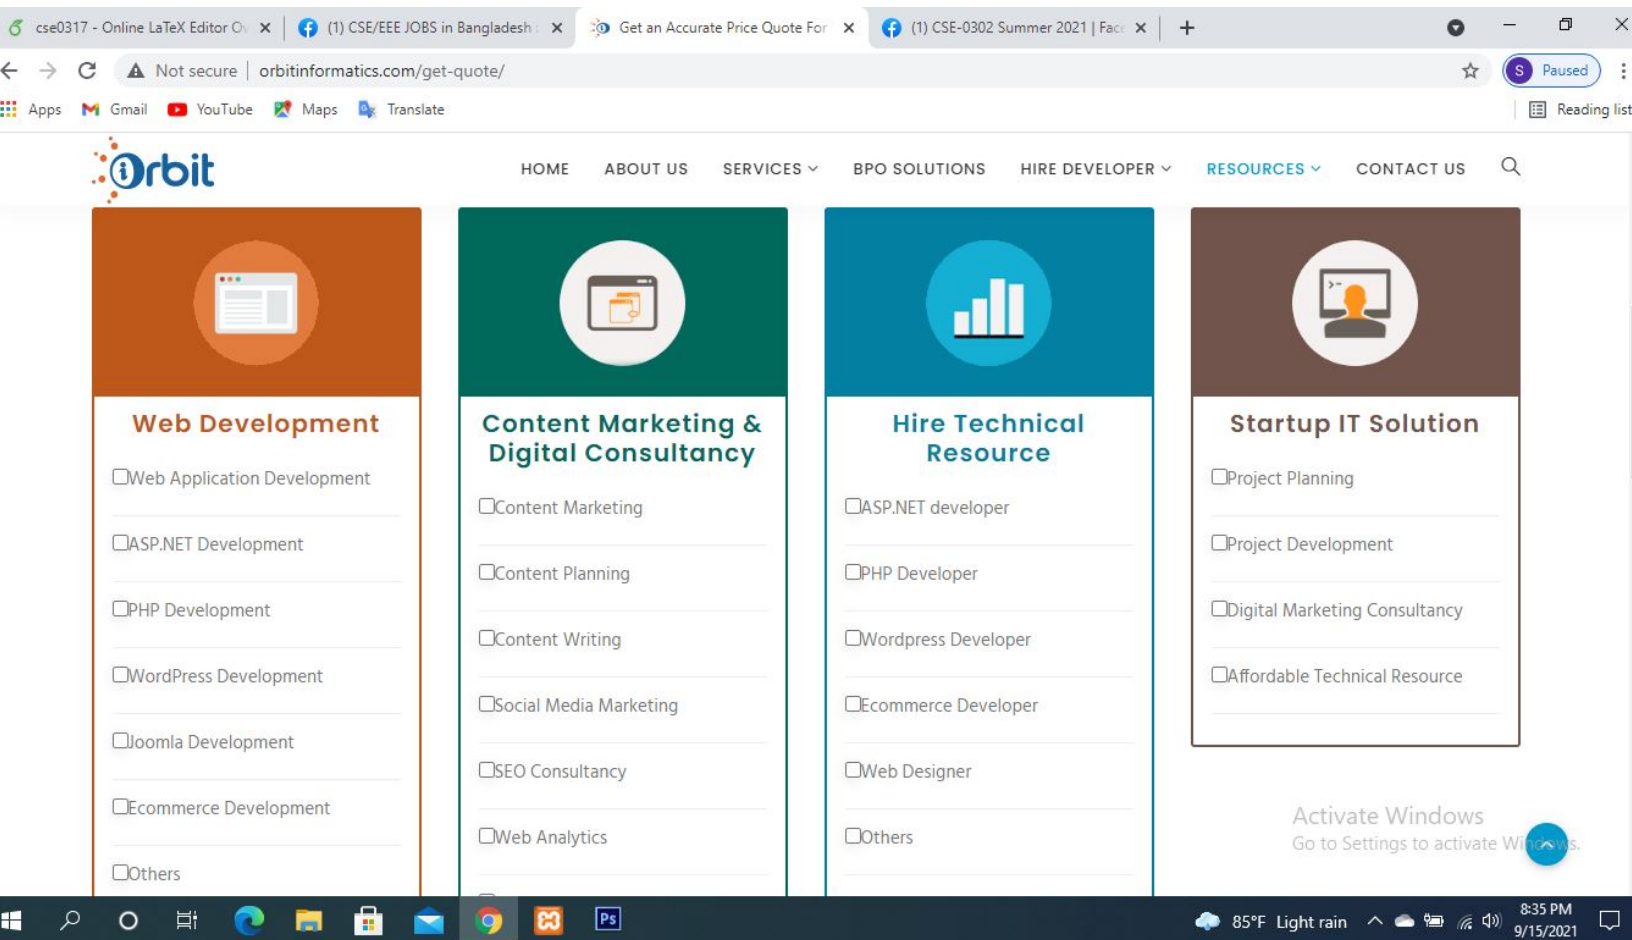 cse0317 - Online LaTeX Editor Ov
(1) CSE/EEE JOBS in Bangladesh
Get an Accurate Price Quote For
(1) CSE-0302 Summer 2021 | Face
Not secure
orbitinformatics.com/get-quote/
S
Paused
Apps
Gmail
YouTube
Maps
Translate
Reading list
Orbit
HOME
ABOUT US
SERVICES
BPO SOLUTIONS
HIRE DEVELOPER
RESOURCES
CONTACT US
Web Development
Web Application Development
ASP.NET Development
PHP Development
WordPress Development
Joomla Development
Ecommerce Development
Others
Content Marketing &
Digital Consultancy
Content Marketing
Content Planning
Content Writing
Social Media Marketing
SEO Consultancy
Web Analytics
Hire Technical
Resource
ASP.NET developer
PHP Developer
Wordpress Developer
Ecommerce Developer
Web Designer
Others
Startup IT Solution
Project Planning
Project Development
Digital Marketing Consultancy
Affordable Technical Resource
Activate Windows
Go to Settings to activate Windows.
Ps
85°F Light rain
8:35 PM
9/15/2021